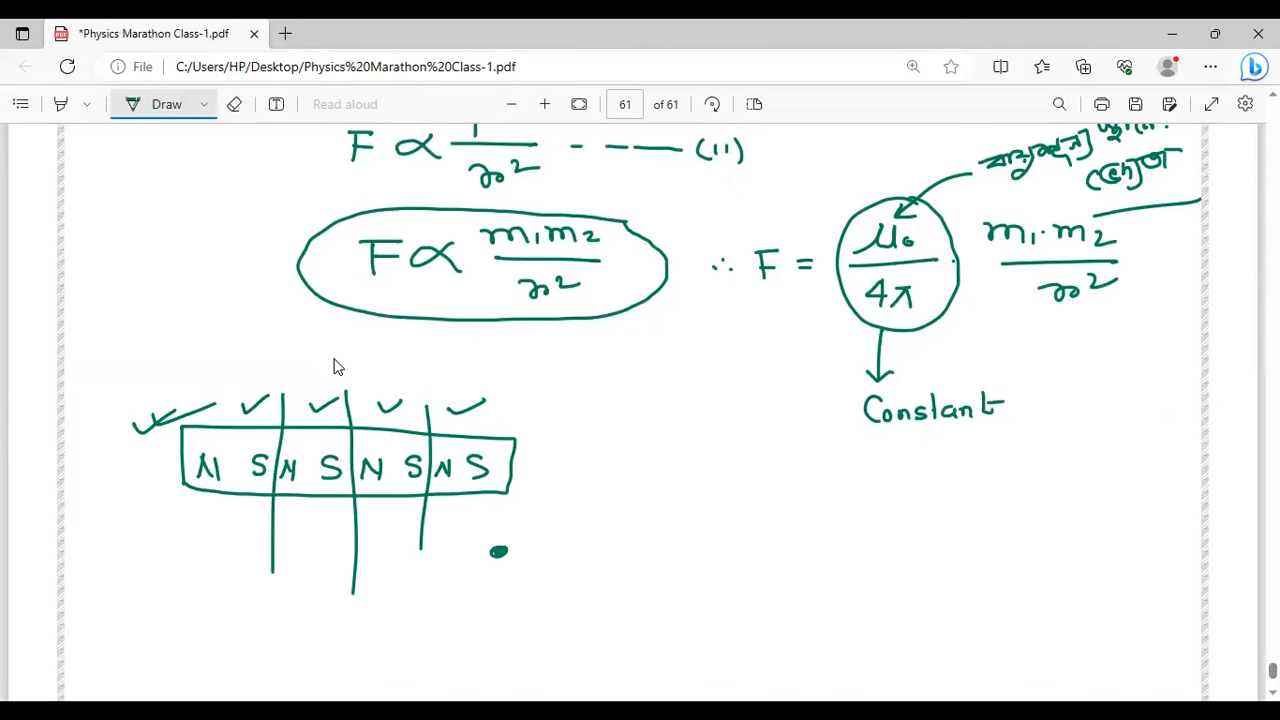 *Physics Marathon Class-1.pdf
File C:/Users/HP/Desktop/Physics%20Marathon%20Class-1.pdf
Draw Read aloud 61 of 61
F ∝ 1/r² - - — — (11)
F ∝ m₁m₂/r² ∴ F = μ₀/4π m₁·m₂/r²
Constant
N S N S N S N S